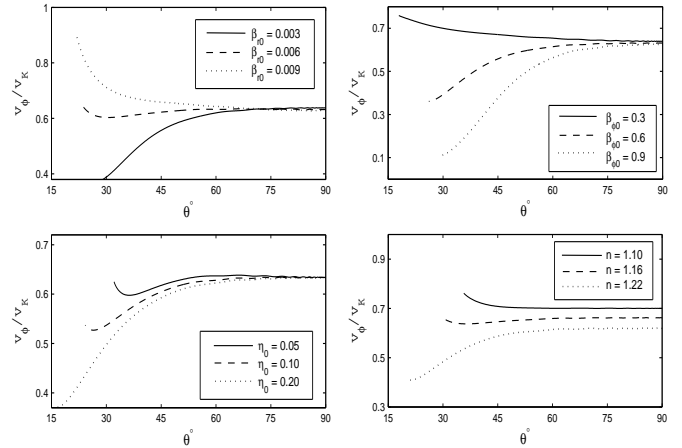 β_r0 = 0.003
β_r0 = 0.006
β_r0 = 0.009
v_φ/v_K
1
0.8
0.6
0.4
15 30 45 60 75 90
θ°
β_φ0 = 0.3
β_φ0 = 0.6
β_φ0 = 0.9
v_φ/v_K
0.7
0.5
0.3
0.1
15 30 45 60 75 90
θ°
η_0 = 0.05
η_0 = 0.10
η_0 = 0.20
v_φ/v_K
0.7
0.6
0.5
0.4
15 30 45 60 75 90
θ°
n = 1.10
n = 1.16
n = 1.22
v_φ/v_K
0.9
0.7
0.5
0.3
15 30 45 60 75 90
θ°